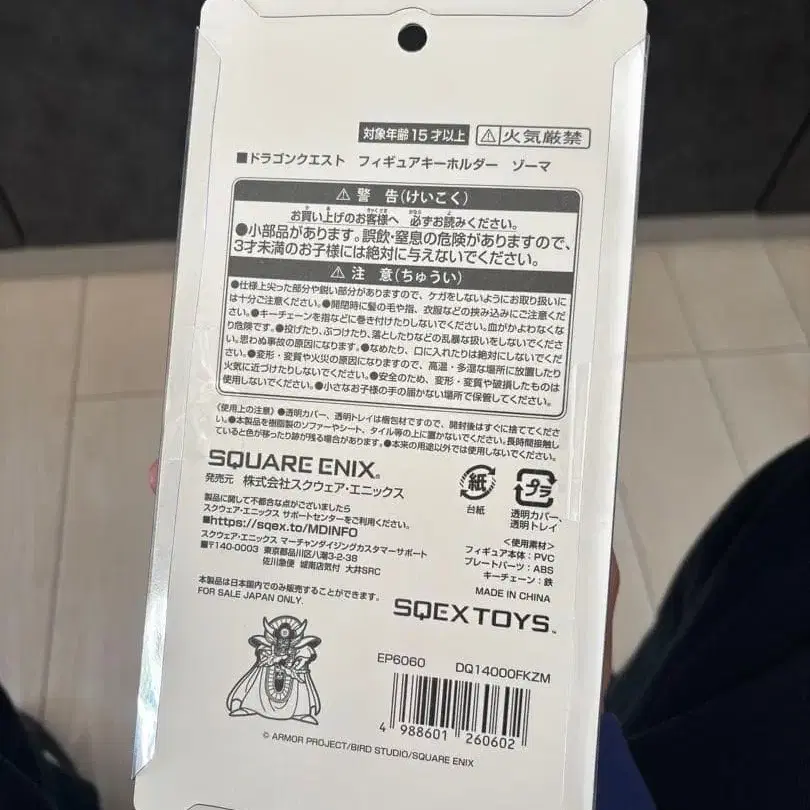 対象年齢15才以上 ⚠火気厳禁
■ドラゴンクエスト フィギュアキーホルダー ゾーマ
⚠警 告(けいこく)
お買い上げのお客様へ 必ずお読みください。
●小部品があります。誤飲・窒息の危険がありますので、
3才未満のお子様には絶対に与えないでください。
⚠注 意(ちゅうい)
●仕様上尖った部分や鋭い部分がありますので、ケガをしないようにお取り扱いに
は十分ご注意ください。●開閉時に髪の毛や指、衣服などの挟み込みにご注意くだ
さい。●キーチェーンを指などに巻き付けたりしないでください。血がかよわなくな
り危険です。●投げたり、ぶつけたり、落としたりなどの乱暴な扱いをしないでくださ
い。思わぬ事故の原因になります。●なめたり、口に入れたりは絶対にしないでくださ
い。●変形・変質や火災の原因になりますので、高温・多湿な場所に放置したり
火気に近づけたりしないでください。●安全のため、変形・変質や破損したものは
使用しないでください。●小さなお子様の手の届かない場所で保管してください。
《使用上の注意》●透明カバー、透明トレイは梱包材ですので、開封後はすぐに捨ててくださ
い。●本製品を樹脂製のソファーやシート、タイル等の上に置かないでください。長時間接触し
ていると色が移ったり跡が残る場合があります。●本来の用途以外では使用しないでください。
SQUARE ENIX®
発売元 株式会社スクウェア・エニックス
製品に関して不都合な点がございましたら
スクウェア・エニックス サポートセンターをご利用ください。
■https://sqex.to/MDINFO
スクウェア・エニックス マーチャンダイジングカスタマーサポート
■〒140-0003 東京都品川区八潮3-2-38
佐川急便 城南店気付 大井SRC
本製品は日本国内でのみ販売することができます。
FOR SALE JAPAN ONLY.
紙
台紙
プラ
透明カバー、
透明トレイ
<使用素材>
フィギュア本体:PVC
プレートパーツ:ABS
キーチェーン:鉄
MADE IN CHINA
SQEX TOYS™
EP6060 DQ14000FKZM
4 988601 260602
© ARMOR PROJECT/BIRD STUDIO/SQUARE ENIX